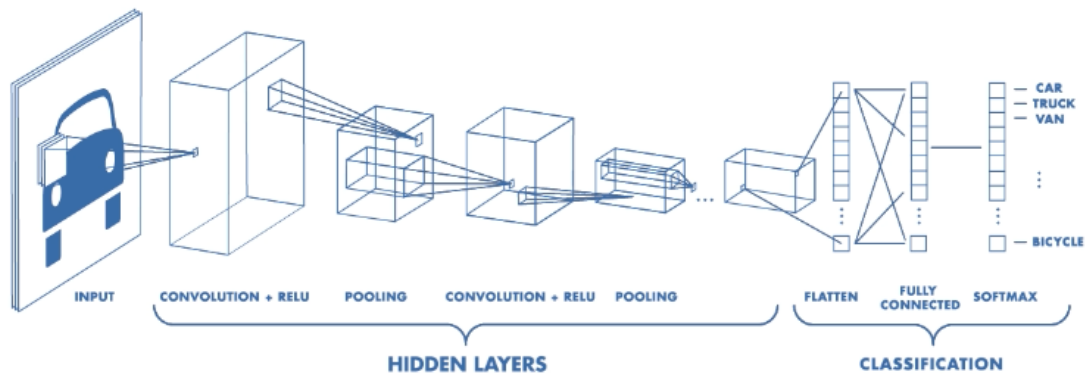 CAR
TRUCK
VAN
BICYCLE
INPUT
CONVOLUTION + RELU
POOLING
CONVOLUTION + RELU
POOLING
FLATTEN
FULLY
CONNECTED
SOFTMAX
HIDDEN LAYERS
CLASSIFICATION